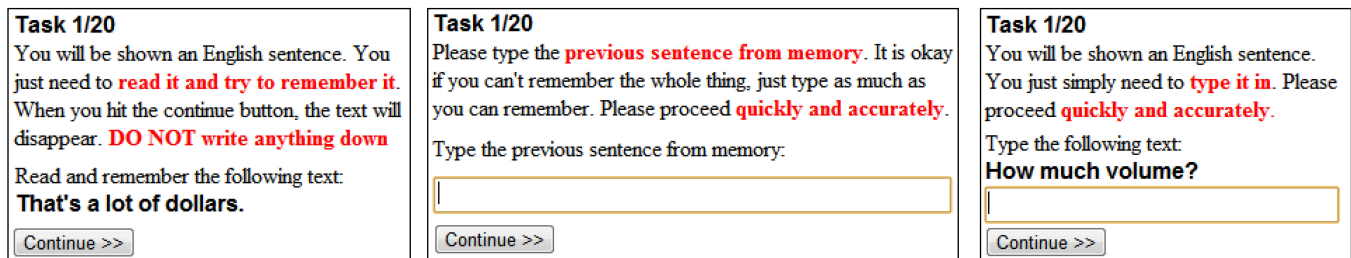 Task 1/20
You will be shown an English sentence. You
just need to read it and try to remember it.
When you hit the continue button, the text will
disappear. DO NOT write anything down
Read and remember the following text:
That's a lot of dollars.
Continue >>
Task 1/20
Please type the previous sentence from memory. It is okay
if you can't remember the whole thing, just type as much as
you can remember. Please proceed quickly and accurately.
Type the previous sentence from memory:
Continue >>
Task 1/20
You will be shown an English sentence.
You just simply need to type it in. Please
proceed quickly and accurately.
Type the following text:
How much volume?
Continue >>